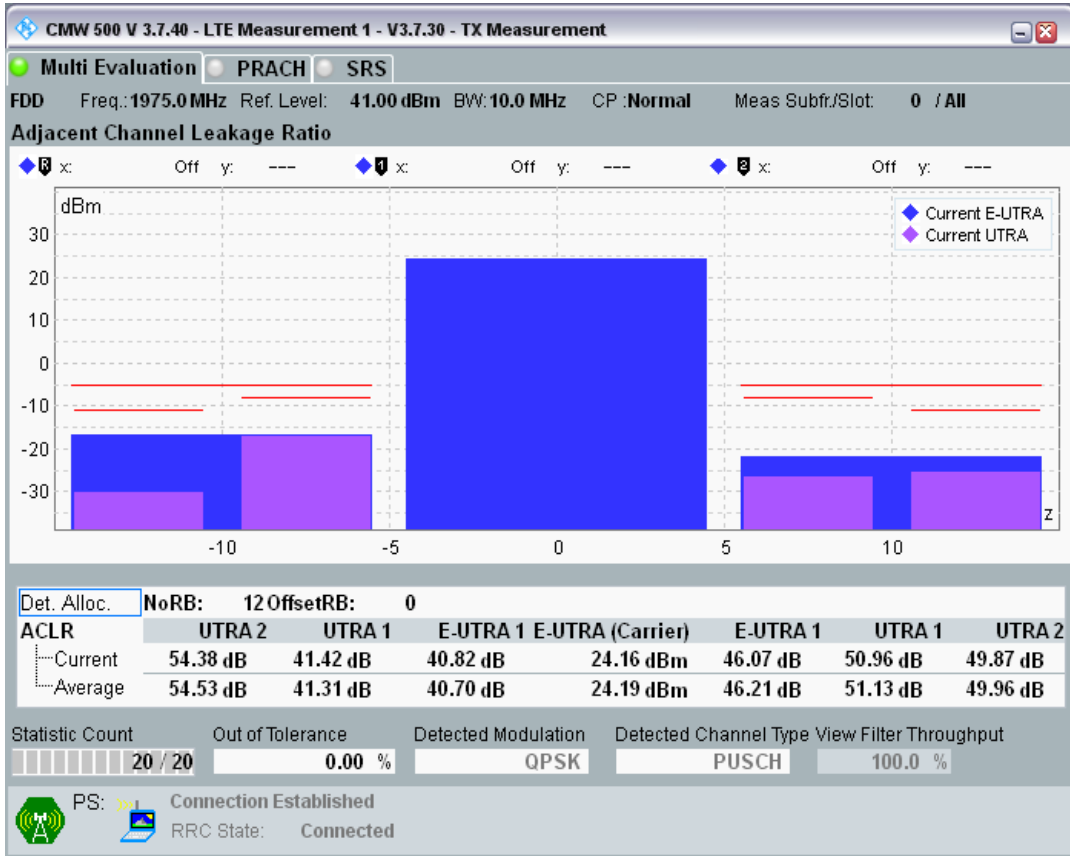 CMW 500 V 3.7.40 - LTE Measurement 1 - V3.7.30 - TX Measurement
Multi Evaluation PRACH SRS
FDD Freq.: 1975.0 MHz Ref. Level: 41.00 dBm BW: 10.0 MHz CP :Normal Meas Subfr./Slot: 0 / All
Adjacent Channel Leakage Ratio
R x: Off y: --- 1 x: Off y: --- 2 x: Off y: ---
dBm
Current E-UTRA
Current UTRA
30
20
10
0
-10
-20
-30
z
-10 -5 0 5 10
Det. Alloc. NoRB: 12 OffsetRB: 0
ACLR UTRA 2 UTRA 1 E-UTRA 1 E-UTRA (Carrier) E-UTRA 1 UTRA 1 UTRA 2
Current 54.38 dB 41.42 dB 40.82 dB 24.16 dBm 46.07 dB 50.96 dB 49.87 dB
Average 54.53 dB 41.31 dB 40.70 dB 24.19 dBm 46.21 dB 51.13 dB 49.96 dB
Statistic Count Out of Tolerance Detected Modulation Detected Channel Type View Filter Throughput
20 / 20 0.00 % QPSK PUSCH 100.0 %
PS: Connection Established
RRC State: Connected